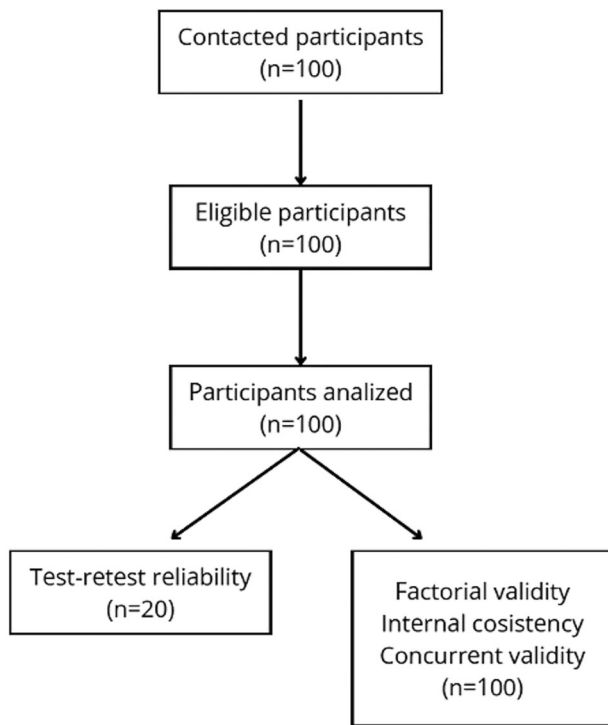 Contacted participants
(n=100)
Eligible participants
(n=100)
Participants analized
(n=100)
Test-retest reliability
(n=20)
Factorial validity
Internal cosistency
Concurrent validity
(n=100)